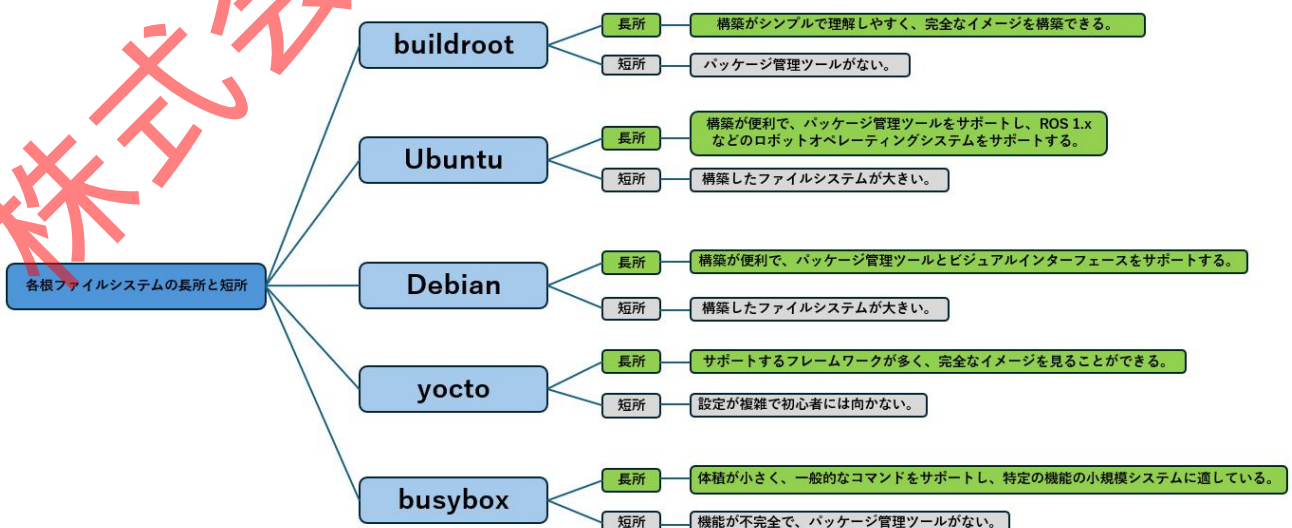 株式会
各根ファイルシステムの長所と短所
buildroot
長所
構築がシンプルで理解しやすく、完全なイメージを構築できる。
短所
パッケージ管理ツールがない。
Ubuntu
長所
構築が便利で、パッケージ管理ツールをサポートし、ROS 1.x
などのロボットオペレーティングシステムをサポートする。
短所
構築したファイルシステムが大きい。
Debian
長所
構築が便利で、パッケージ管理ツールとビジュアルインターフェースをサポートする。
短所
構築したファイルシステムが大きい。
yocto
長所
サポートするフレームワークが多く、完全なイメージを見ることができる。
短所
設定が複雑で初心者には向かない。
busybox
長所
体積が小さく、一般的なコマンドをサポートし、特定の機能の小規模システムに適している。
短所
機能が不完全で、パッケージ管理ツールがない。